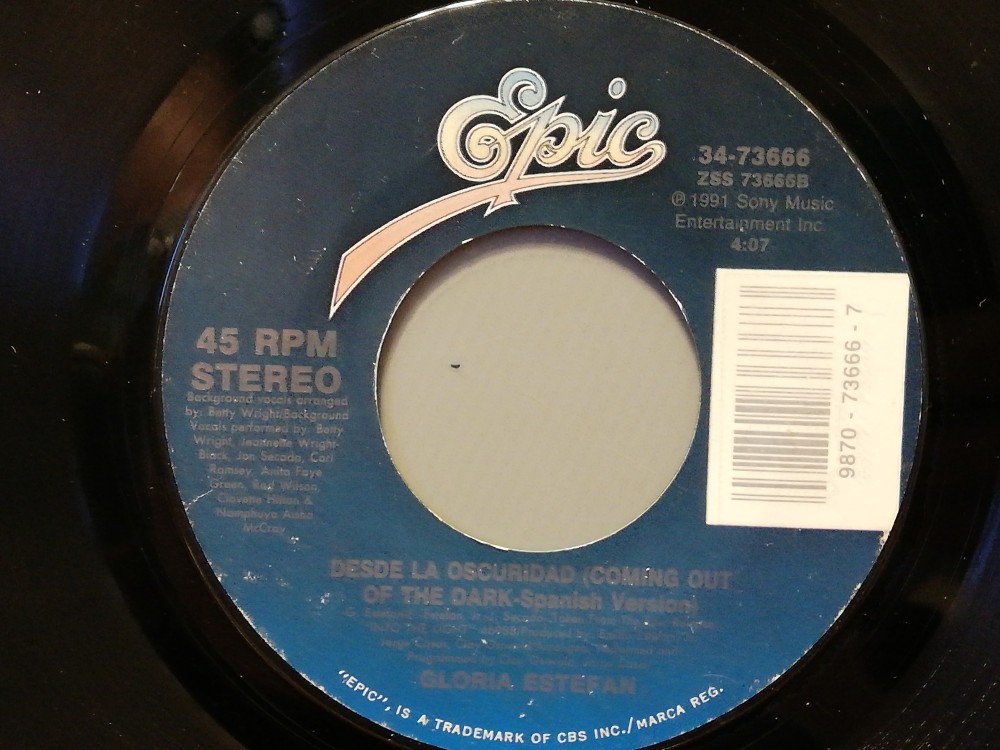 Epic
34-73666
ZSS 73666B
℗ 1991 Sony Music
Entertainment Inc.
4:07
9870 - 73666 - 7
45 RPM
STEREO
Background vocals arranged
by: Betty Wright/Background
Vocals performed by: Betty
Wright, Jeannette Wright-
Black, Jon Secada, Carl
Ramsey, Anita Faye
Green, Red Wilson,
Clavette Hilton &
Namphuyo Aisha
McCray
DESDE LA OSCURIDAD (COMING OUT
OF THE DARK-Spanish Version)
GLORIA ESTEFAN
"EPIC", IS A TRADEMARK OF CBS INC./MARCA REG.